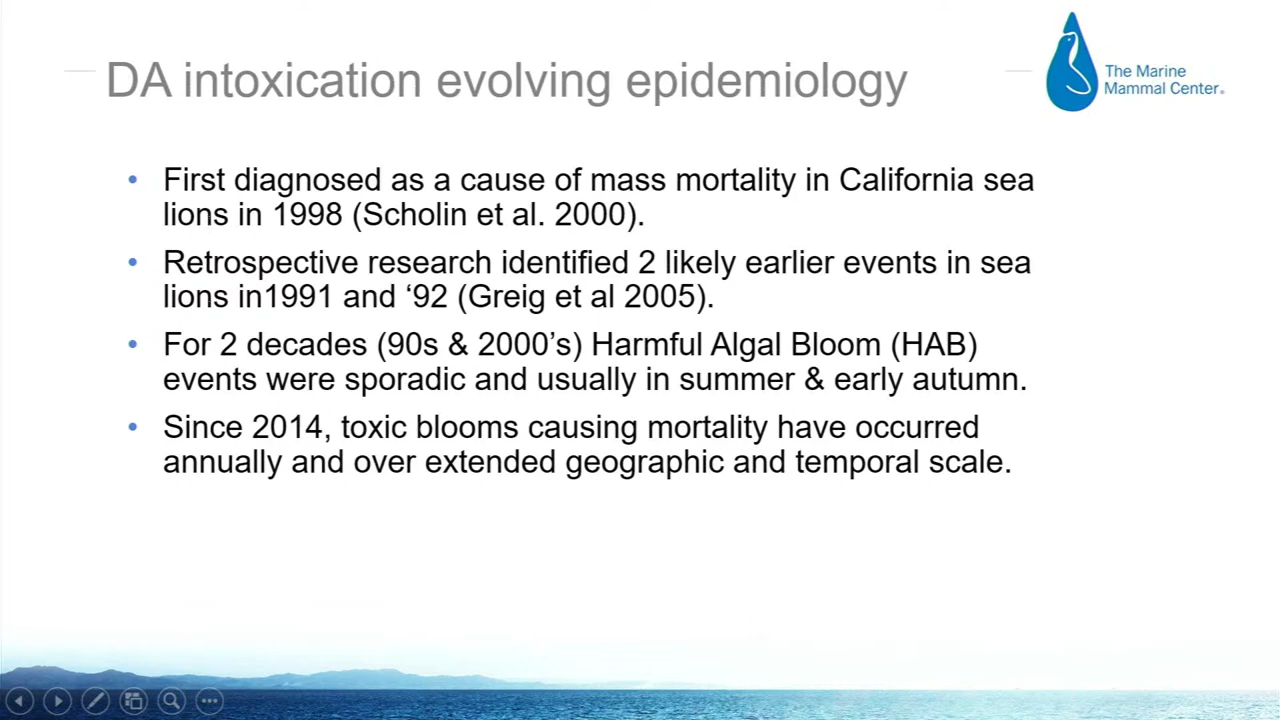 DA intoxication evolving epidemiology
The Marine
Mammal Center®
• First diagnosed as a cause of mass mortality in California sea
lions in 1998 (Scholin et al. 2000).
• Retrospective research identified 2 likely earlier events in sea
lions in1991 and ‘92 (Greig et al 2005).
• For 2 decades (90s & 2000’s) Harmful Algal Bloom (HAB)
events were sporadic and usually in summer & early autumn.
• Since 2014, toxic blooms causing mortality have occurred
annually and over extended geographic and temporal scale.